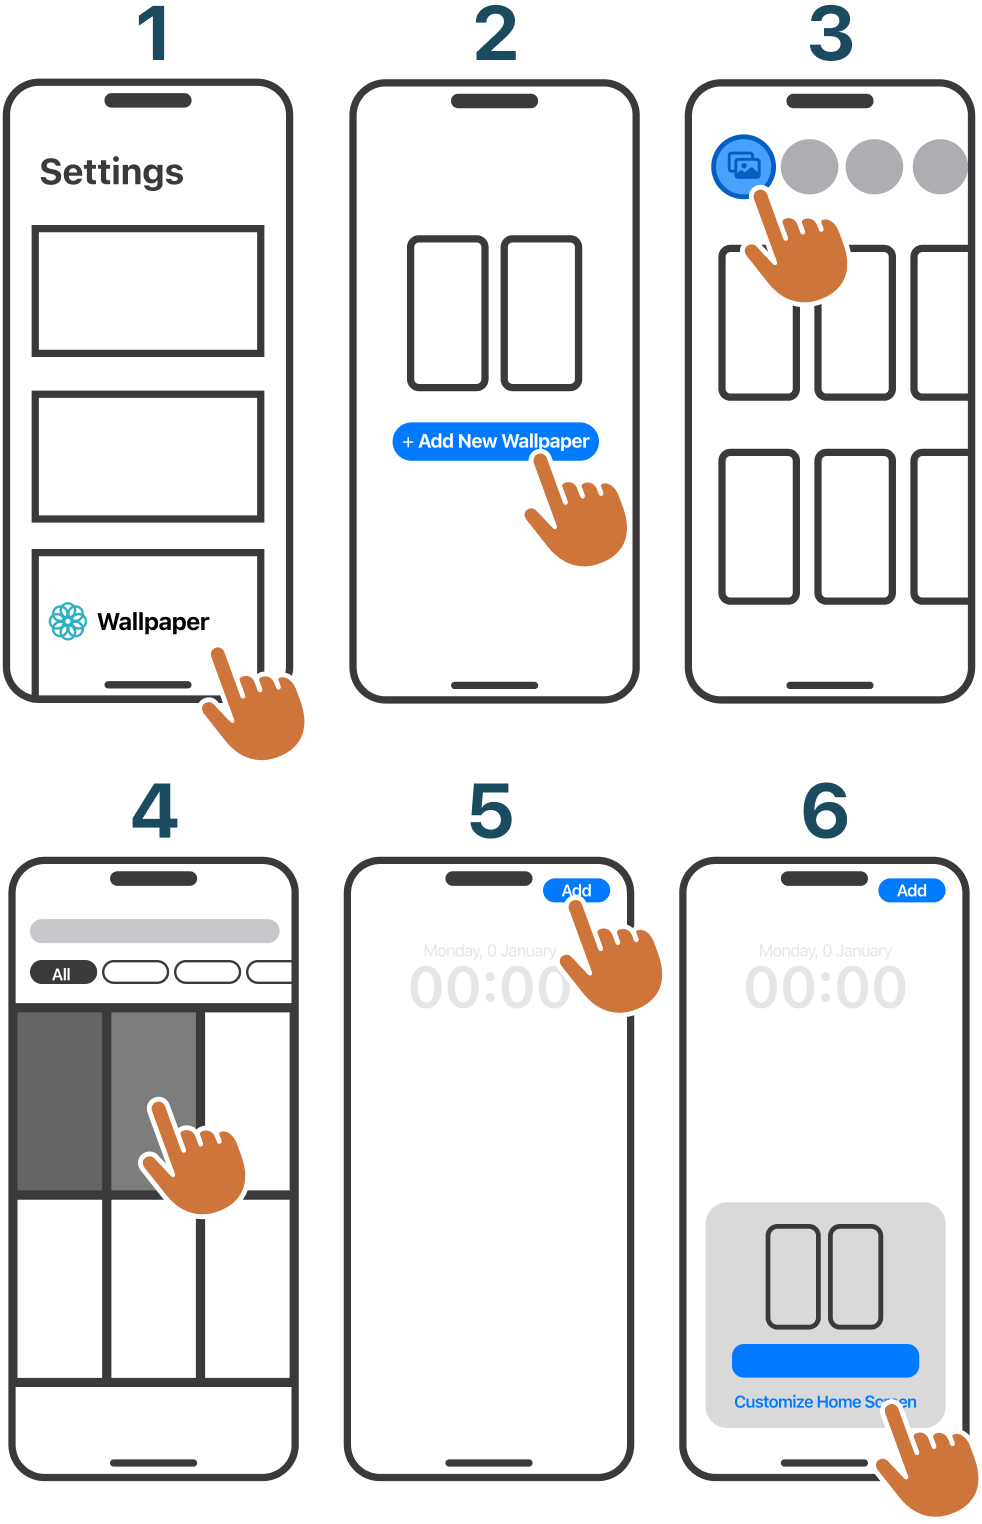 1
2
3
Settings
+ Add New Wallpaper
Wallpaper
4
5
6
All
Add
Monday, 0 January
00:00
Add
Monday, 0 January
00:00
Customize Home Screen